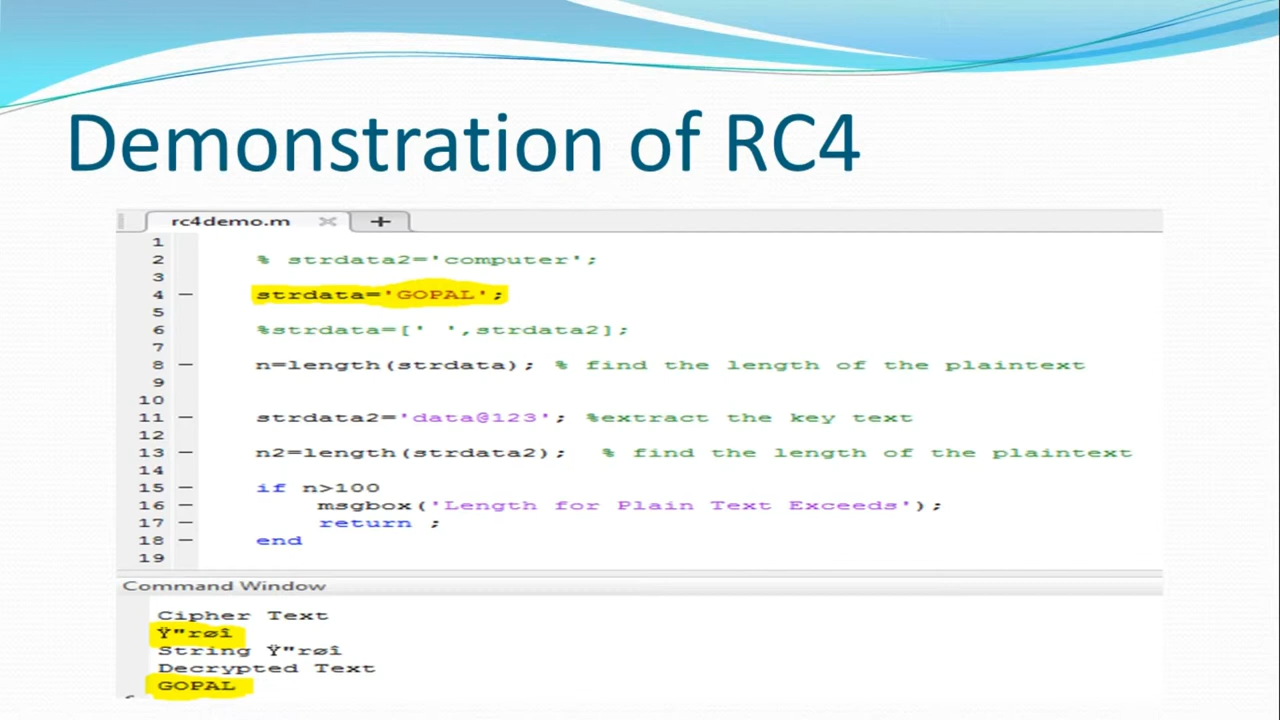 Demonstration of RC4
rc4demo.m × +
1
2 % strdata2='computer';
3
4 – strdata='GOPAL';
5
6 %strdata=[' ',strdata2];
7
8 – n=length(strdata); % find the length of the plaintext
9
10
11 – strdata2='data@123'; %extract the key text
12
13 – n2=length(strdata2); % find the length of the plaintext
14
15 – if n>100
16 – msgbox('Length for Plain Text Exceeds');
17 – return ;
18 – end
19
Command Window
Cipher Text
Ÿ"røî
String Ÿ"røî
Decrypted Text
GOPAL